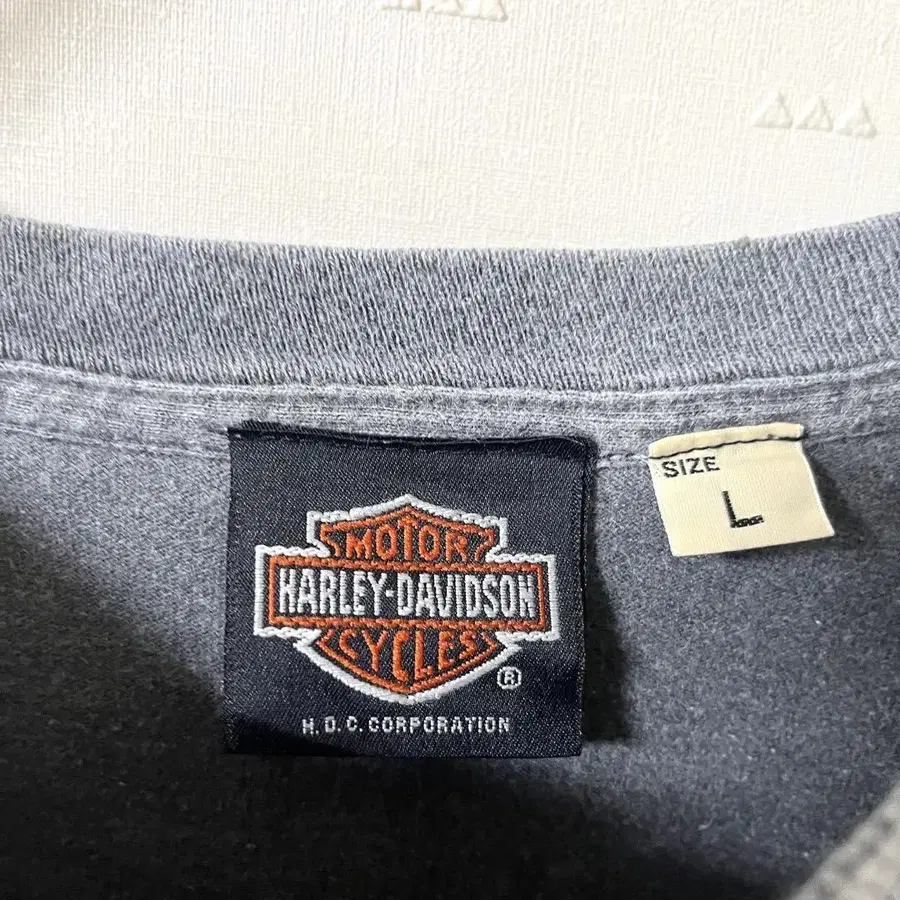 MOTOR
HARLEY-DAVIDSON
CYCLES
®
H.D.C. CORPORATION
SIZE
L